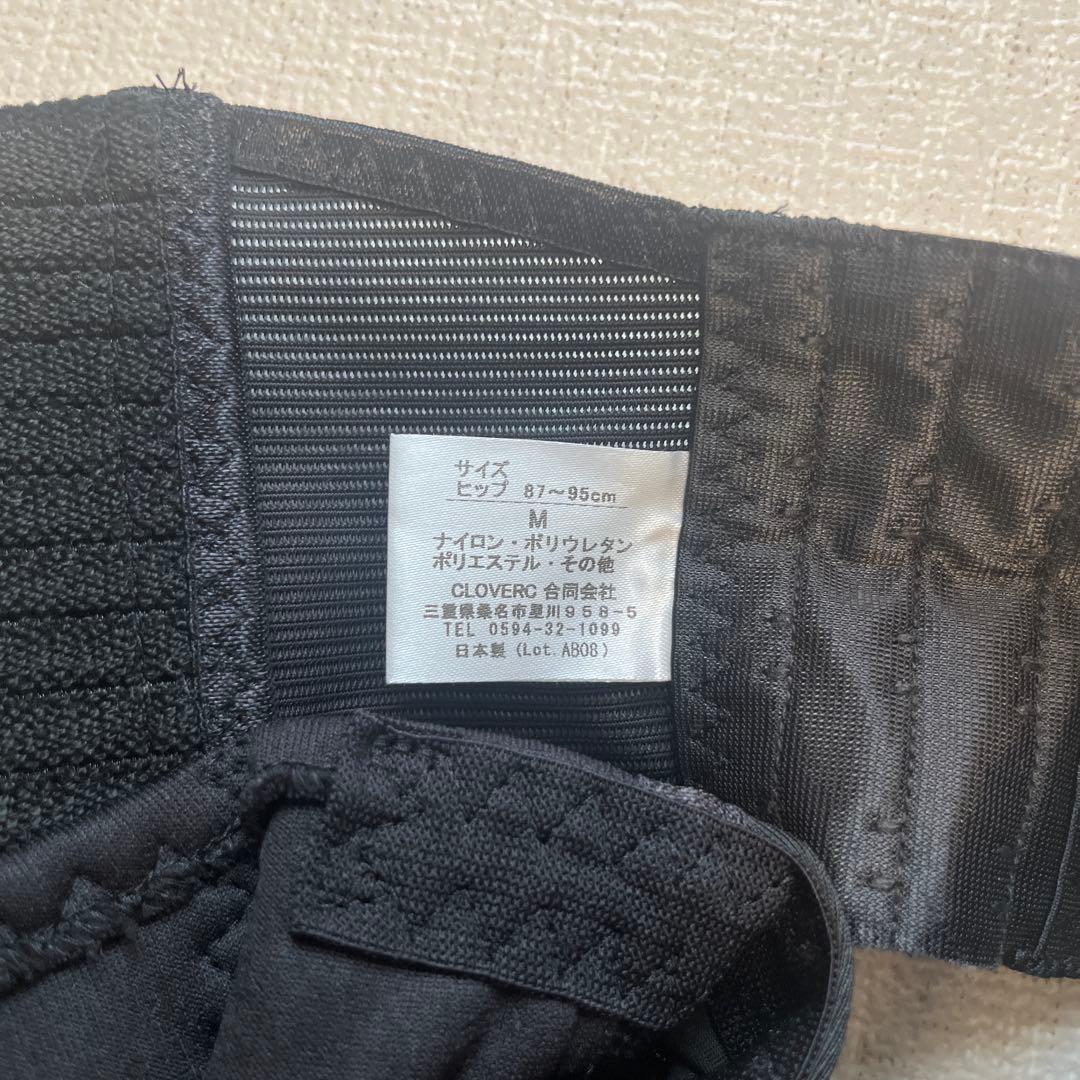 サイズ
ヒップ 87～95cm
M
ナイロン・ポリウレタン
ポリエステル・その他
CLOVERC 合同会社
三重県桑名市星川９５８－５
TEL 0594-32-1099
日本製 (Lot. AB08)